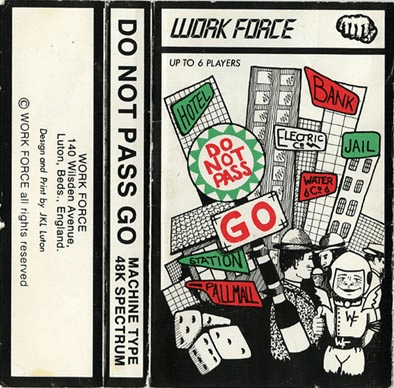 WORK FORCE
140 Wilsden Avenue,
Luton, Beds., England.
Design and Print by JKL Luton
© WORK FORCE all rights reserved
DO NOT PASS GO
MACHINE TYPE
48K SPECTRUM
WORK FORCE
UP TO 6 PLAYERS
HOTEL
BANK
DO
NOT
PASS
ELECTRIC
Co
JAIL
WATER
Co
GO
STATION
PALL MALL
WF